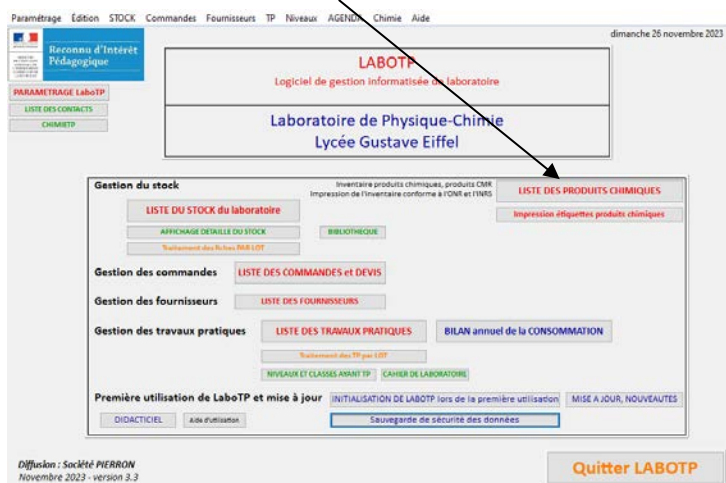 Paramétrage Édition STOCK Commandes Fournisseurs TP Niveaux AGENDA Chimie Aide
dimanche 26 novembre 2023
Reconnu d'Intérêt
Pédagogique
PARAMETRAGE LaboTP
LISTE DES CONTACTS
CHIMIETP
LABOTP
Logiciel de gestion informatisée de laboratoire
Laboratoire de Physique-Chimie
Lycée Gustave Eiffel
Gestion du stock
Inventaire produits chimiques, produits CMR
Impression de l'inventaire conforme à l'ONR et l'INRS
LISTE DES PRODUITS CHIMIQUES
LISTE DU STOCK du laboratoire
Impression étiquettes produits chimiques
AFFICHAGE DETAILLE DU STOCK
BIBLIOTHEQUE
Traitement des fiches PAR LOT
Gestion des commandes
LISTE DES COMMANDES et DEVIS
Gestion des fournisseurs
LISTE DES FOURNISSEURS
Gestion des travaux pratiques
LISTE DES TRAVAUX PRATIQUES
BILAN annuel de la CONSOMMATION
Traitement des TP par LOT
NIVEAUX ET CLASSES AYANT TP
CAHIER DE LABORATOIRE
Première utilisation de LaboTP et mise à jour
INITIALISATION DE LABOTP lors de la première utilisation
MISE A JOUR, NOUVEAUTES
DIDACTICIEL
Aide d'utilisation
Sauvegarde de sécurité des données
Diffusion : Société PIERRON
Novembre 2023 - version 3.3
Quitter LABOTP